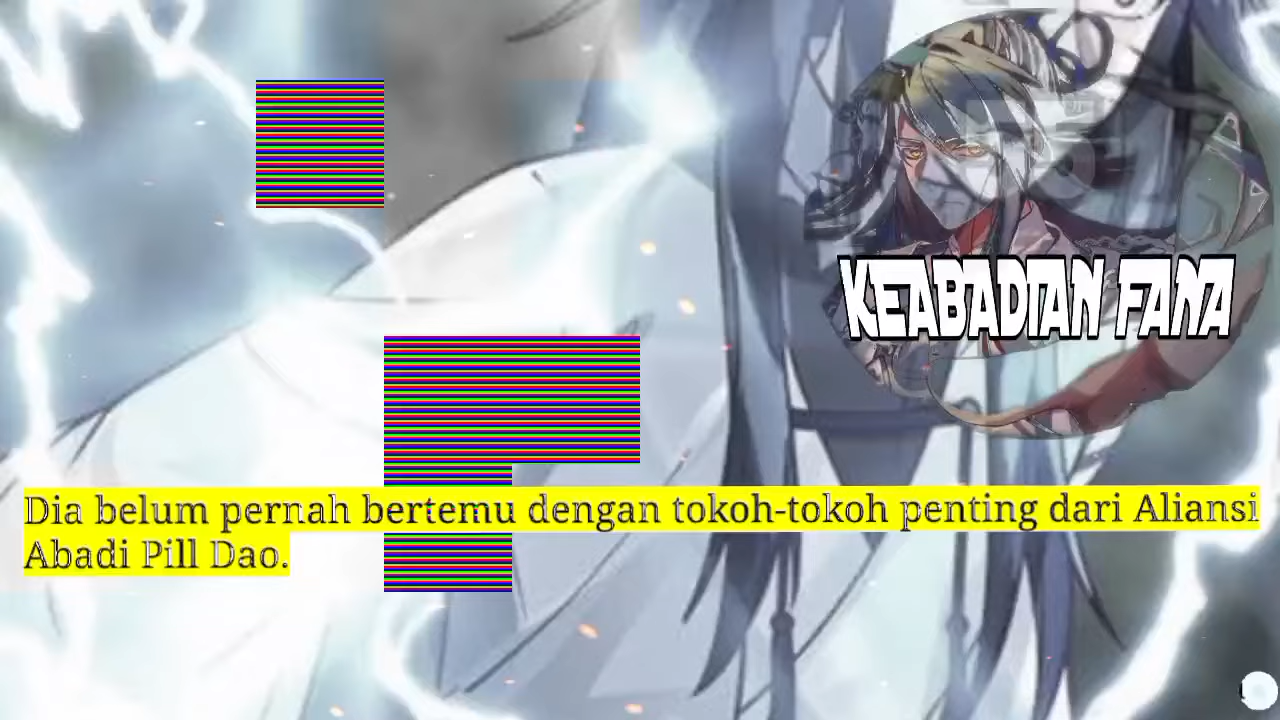 KEABADIAN FANA
Dia belum pernah bertemu dengan tokoh-tokoh penting dari Aliansi
Abadi Pill Dao.